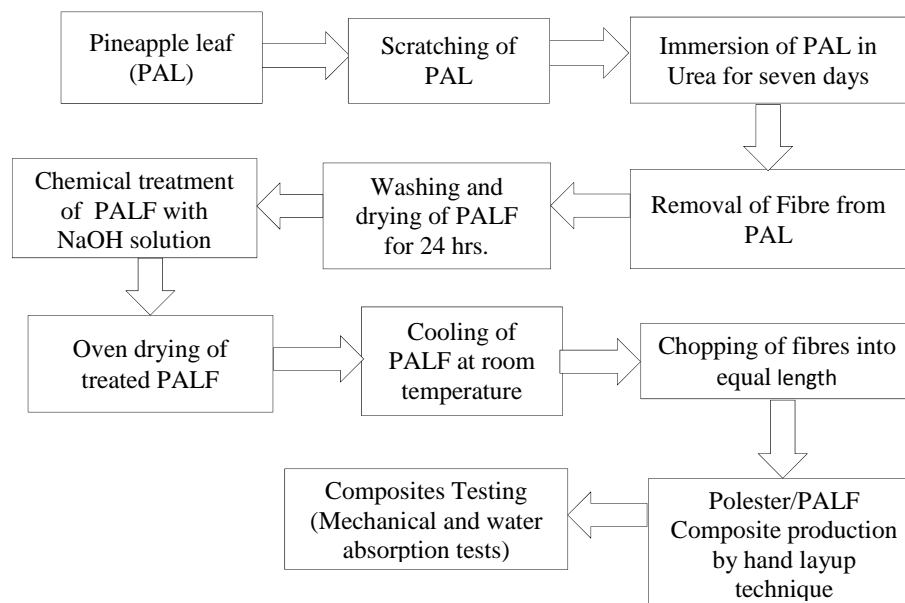 Pineapple leaf
(PAL)
Scratching of
PAL
Immersion of PAL in
Urea for seven days
Removal of Fibre from
PAL
Washing and
drying of PALF
for 24 hrs.
Chemical treatment
of PALF with
NaOH solution
Oven drying of
treated PALF
Cooling of
PALF at room
temperature
Chopping of fibres into
equal length
Polester/PALF
Composite production
by hand layup
technique
Composites Testing
(Mechanical and water
absorption tests)